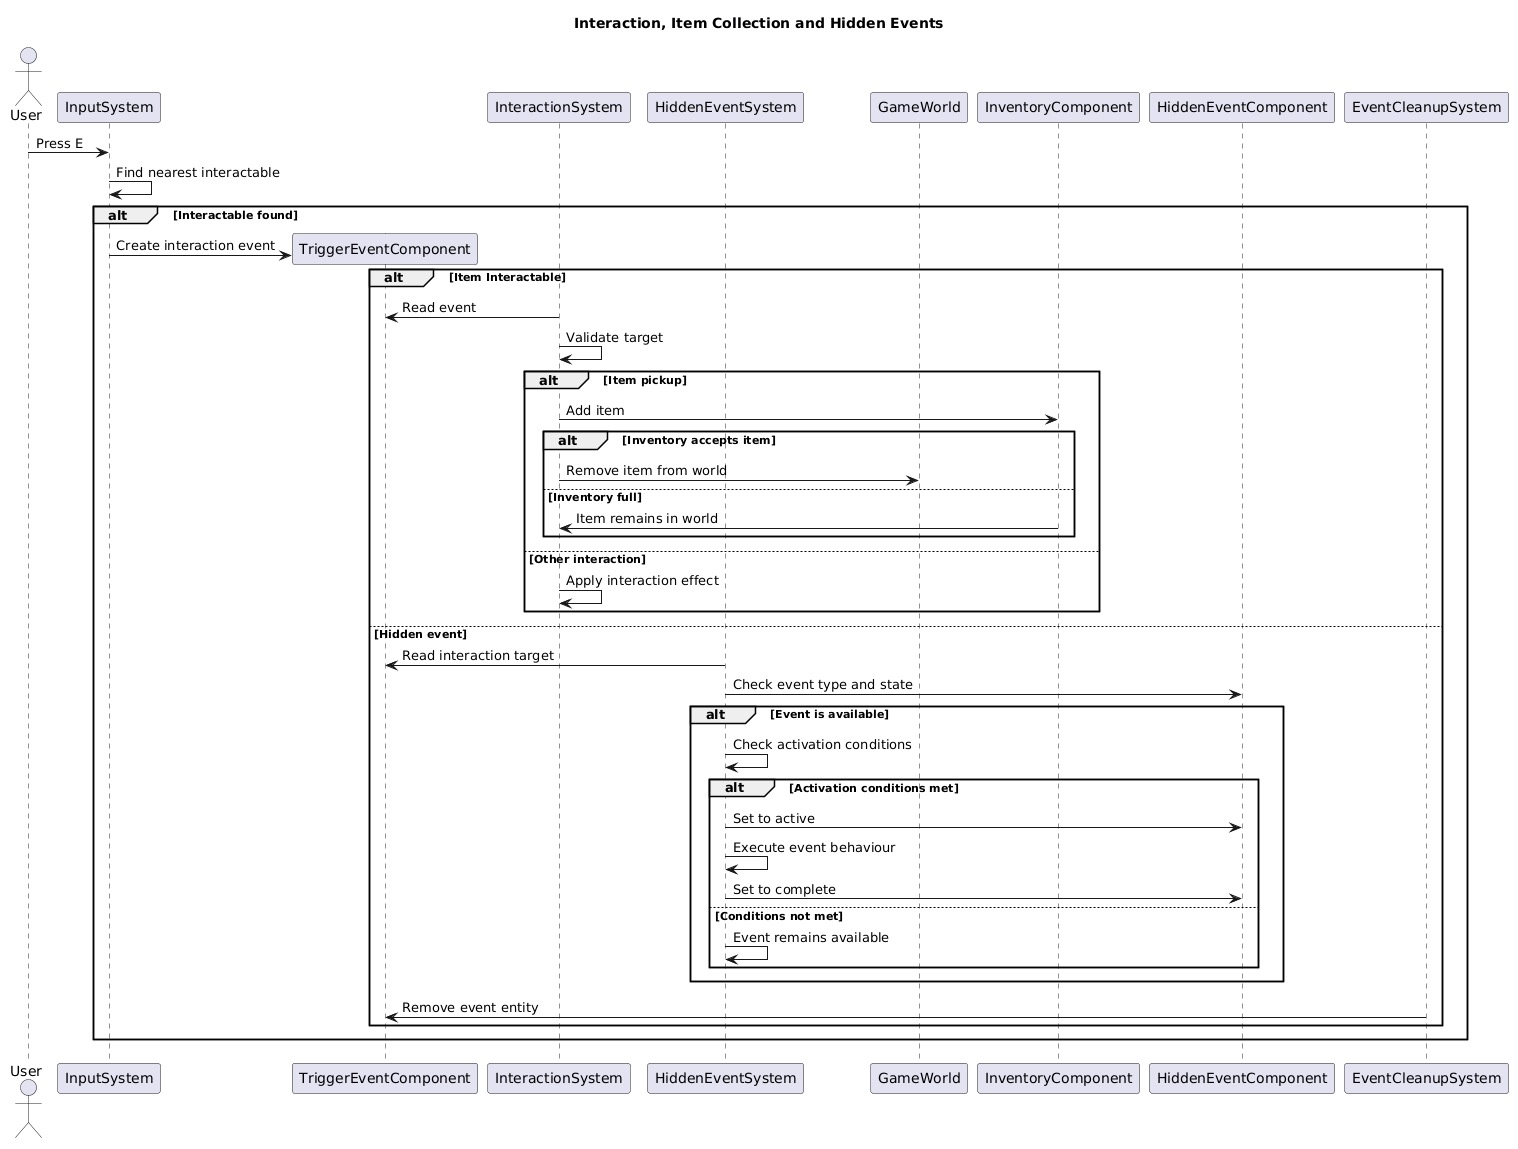 Interaction, Item Collection and Hidden Events
User
InputSystem
InteractionSystem
HiddenEventSystem
GameWorld
InventoryComponent
HiddenEventComponent
EventCleanupSystem
Press E
Find nearest interactable
alt [Interactable found]
Create interaction event
TriggerEventComponent
alt [Item Interactable]
Read event
Validate target
alt [Item pickup]
Add item
alt [Inventory accepts item]
Remove item from world
[Inventory full]
Item remains in world
[Other interaction]
Apply interaction effect
[Hidden event]
Read interaction target
Check event type and state
alt [Event is available]
Check activation conditions
alt [Activation conditions met]
Set to active
Execute event behaviour
Set to complete
[Conditions not met]
Event remains available
Remove event entity
User
InputSystem
TriggerEventComponent
InteractionSystem
HiddenEventSystem
GameWorld
InventoryComponent
HiddenEventComponent
EventCleanupSystem